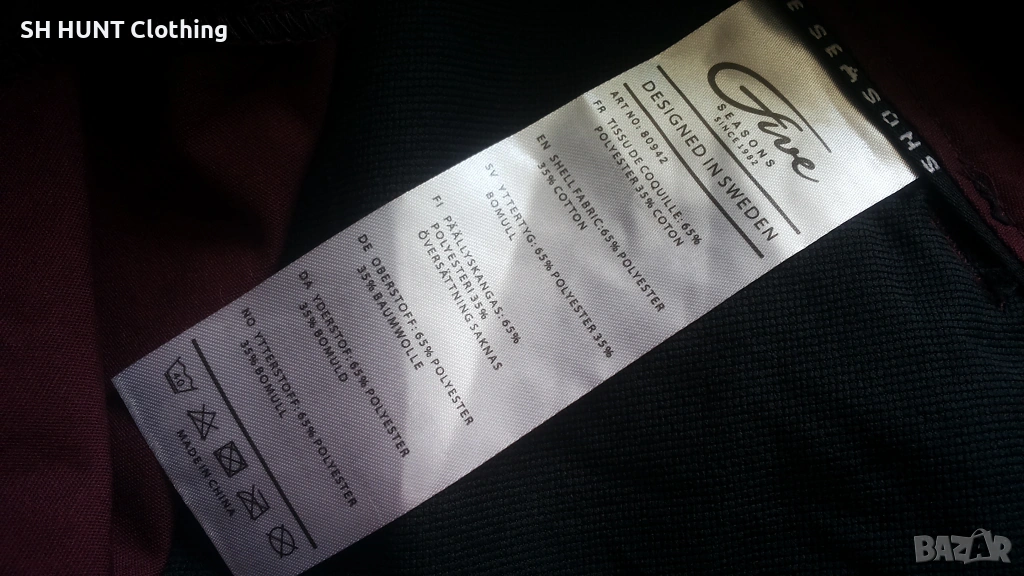 SH HUNT Clothing
E SEASONS
Five
SEASONS
SINCE 1982
DESIGNED IN SWEDEN
ART NO: 80942
FR TISSU DE COQUILLE: 65%
POLYESTER 35% COTON
EN SHELL FABRIC: 65% POLYESTER
35% COTTON
SV YTTERTYG: 65% POLYESTER 35%
BOMULL
FI PÄÄLLYSKANGAS: 65%
POLYESTERI 35%
ÖVERSÄTTNING SAKNAS
DE OBERSTOFF: 65% POLYESTER
35% BAUMWOLLE
DA YDERSTOF: 65% POLYESTER
35% BOMULD
NO YTTERSTOFF: 65% POLYESTER
35% BOMULL
40
MADE IN CHINA
BAZAR